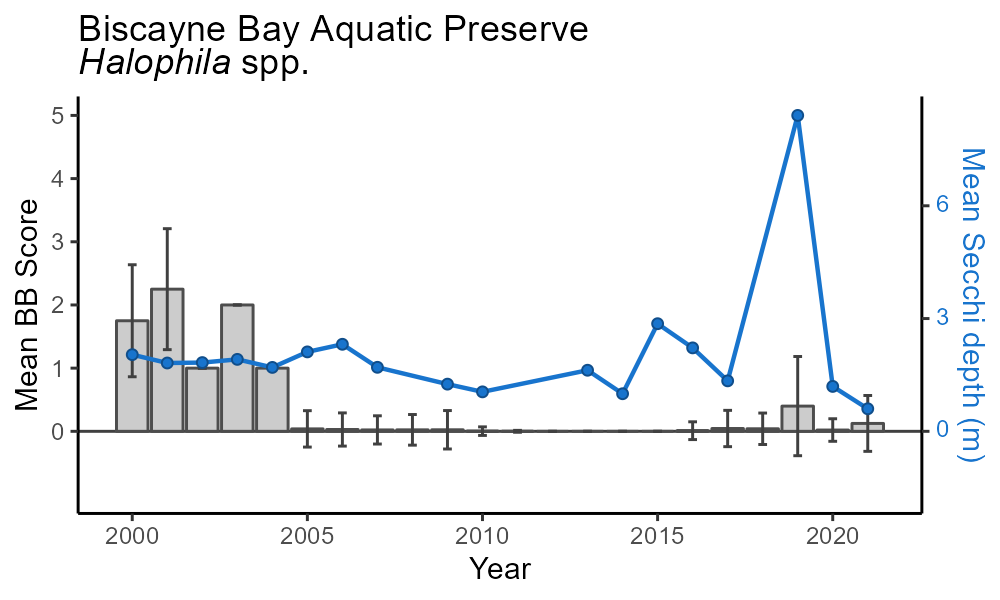 Biscayne Bay Aquatic Preserve
Halophila spp.
5
4
3
2
1
0
Mean BB Score
6
3
0
Mean Secchi depth (m)
2000 2005 2010 2015 2020
Year